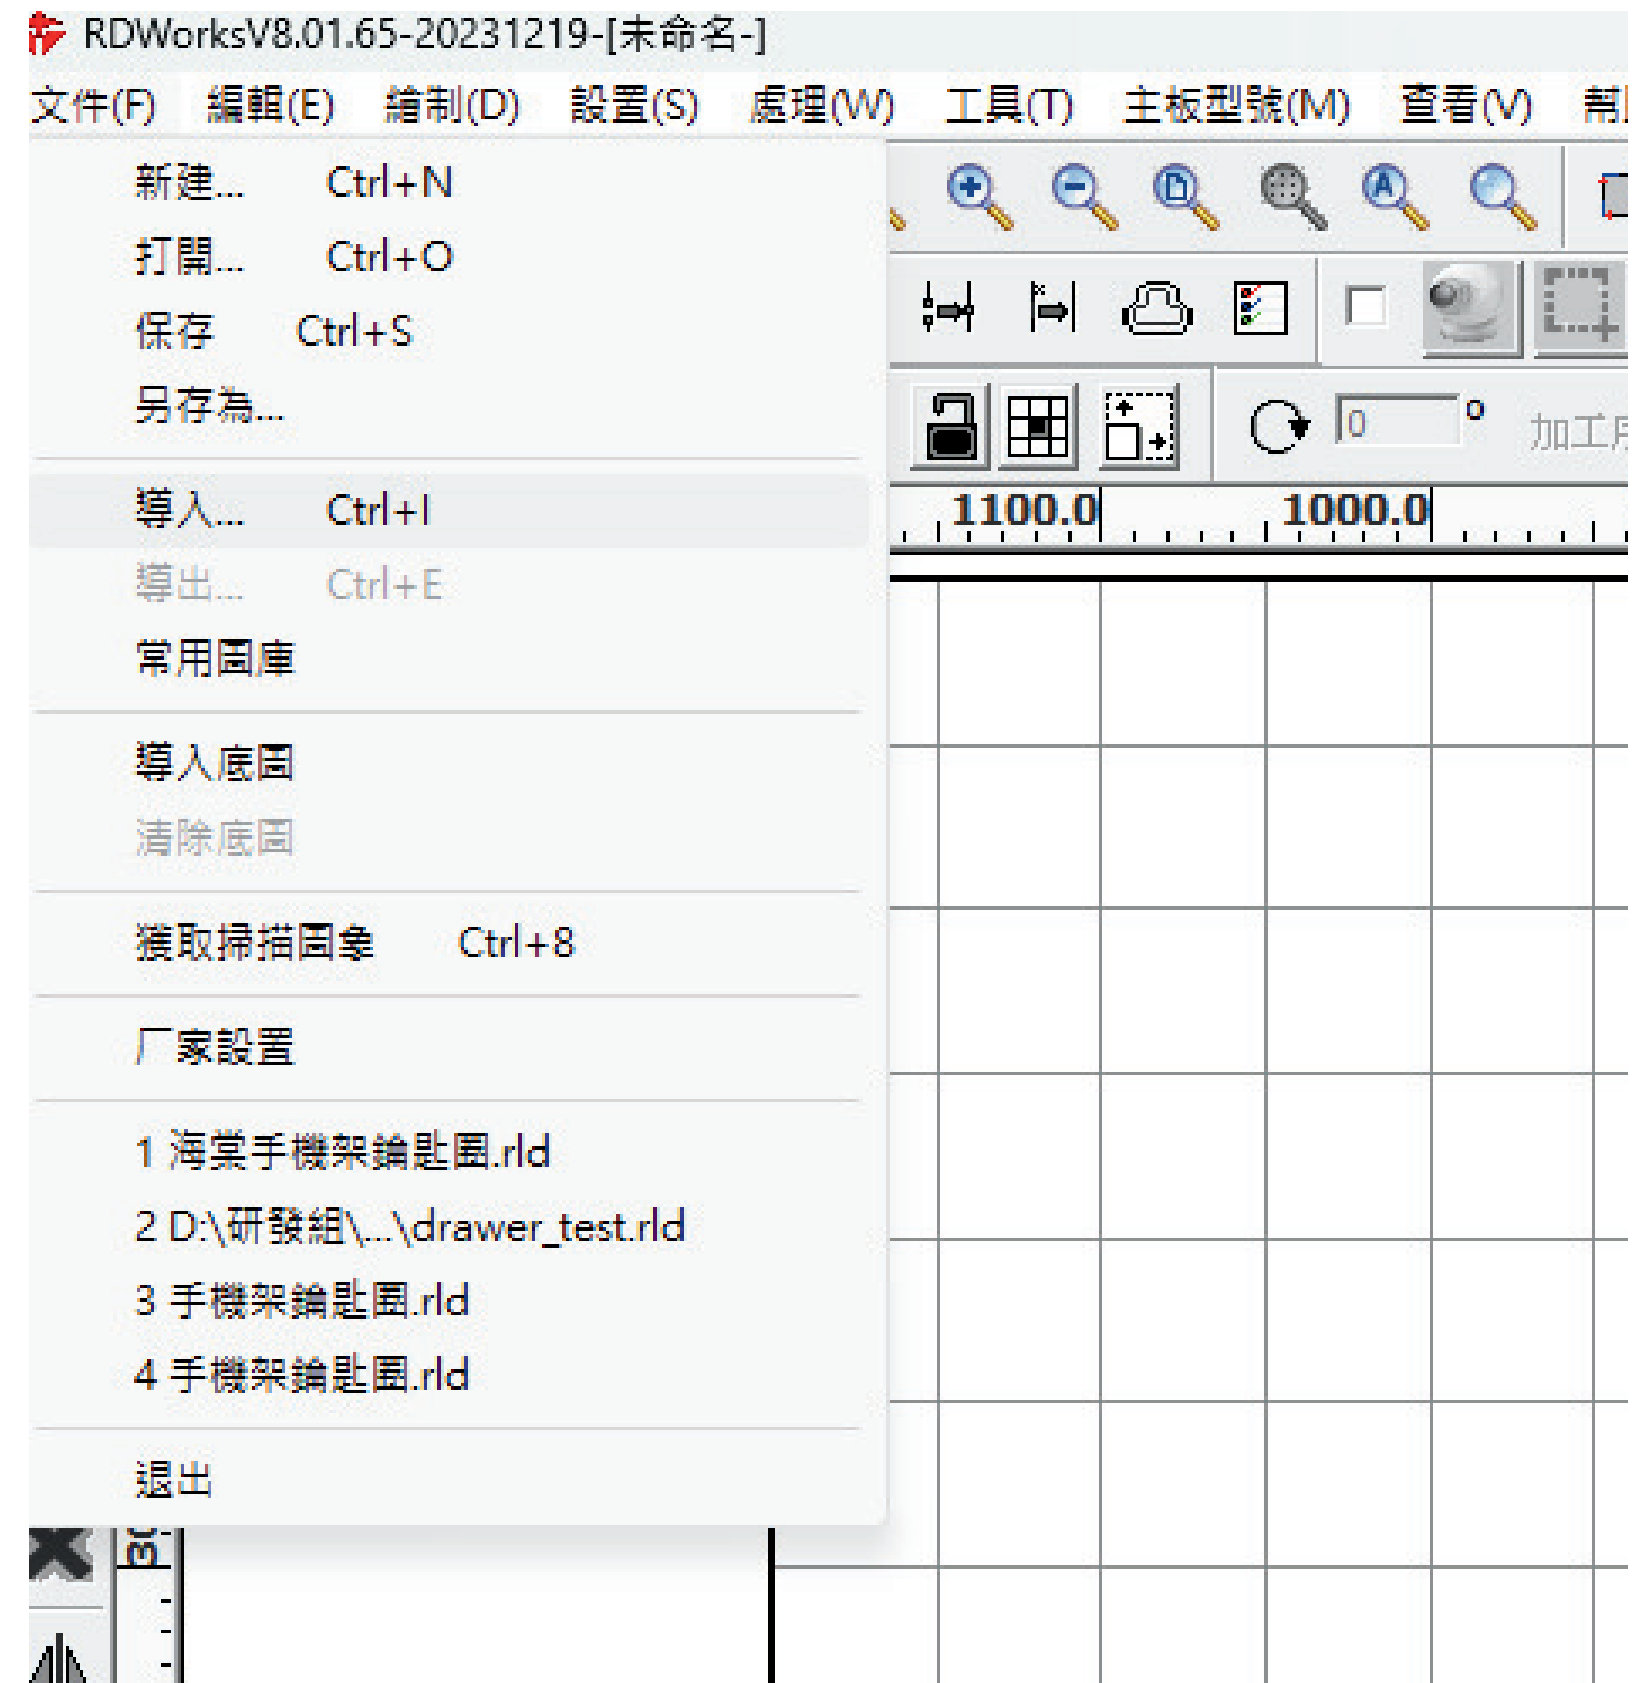 RDWorksV8.01.65-20231219-[未命名-]
文件(F) 編輯(E) 繪制(D) 設置(S) 處理(W) 工具(T) 主板型號(M) 查看(V)
新建... Ctrl+N
打開... Ctrl+O
保存 Ctrl+S
另存為...
0 ° 加工
導入... Ctrl+I
1100.0 1000.0
導出... Ctrl+E
常用圖庫
導入底圖
清除底圖
獲取掃描圖象 Ctrl+8
厂家設置
1 海棠手機架鑰匙圈.rld
2 D:\研發組\...\drawer_test.rld
3 手機架鑰匙圈.rld
4 手機架鑰匙圈.rld
退出